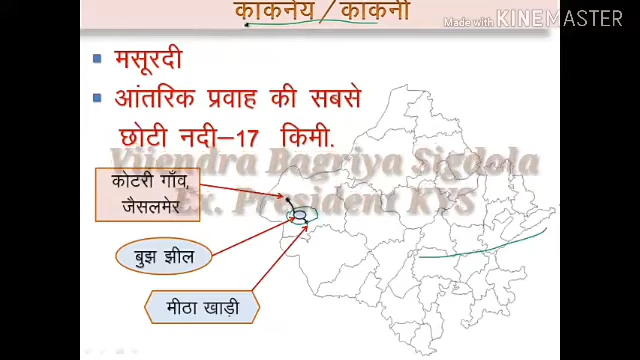 काकनेय / काकनी
Made with KINEMASTER
मसूरदी
आंतरिक प्रवाह की सबसे
छोटी नदी–17 किमी.
Vijendra Bagriya Sigdola
Ex. President KYS
कोटरी गाँव,
जैसलमेर
बुझ झील
मीठा खाड़ी